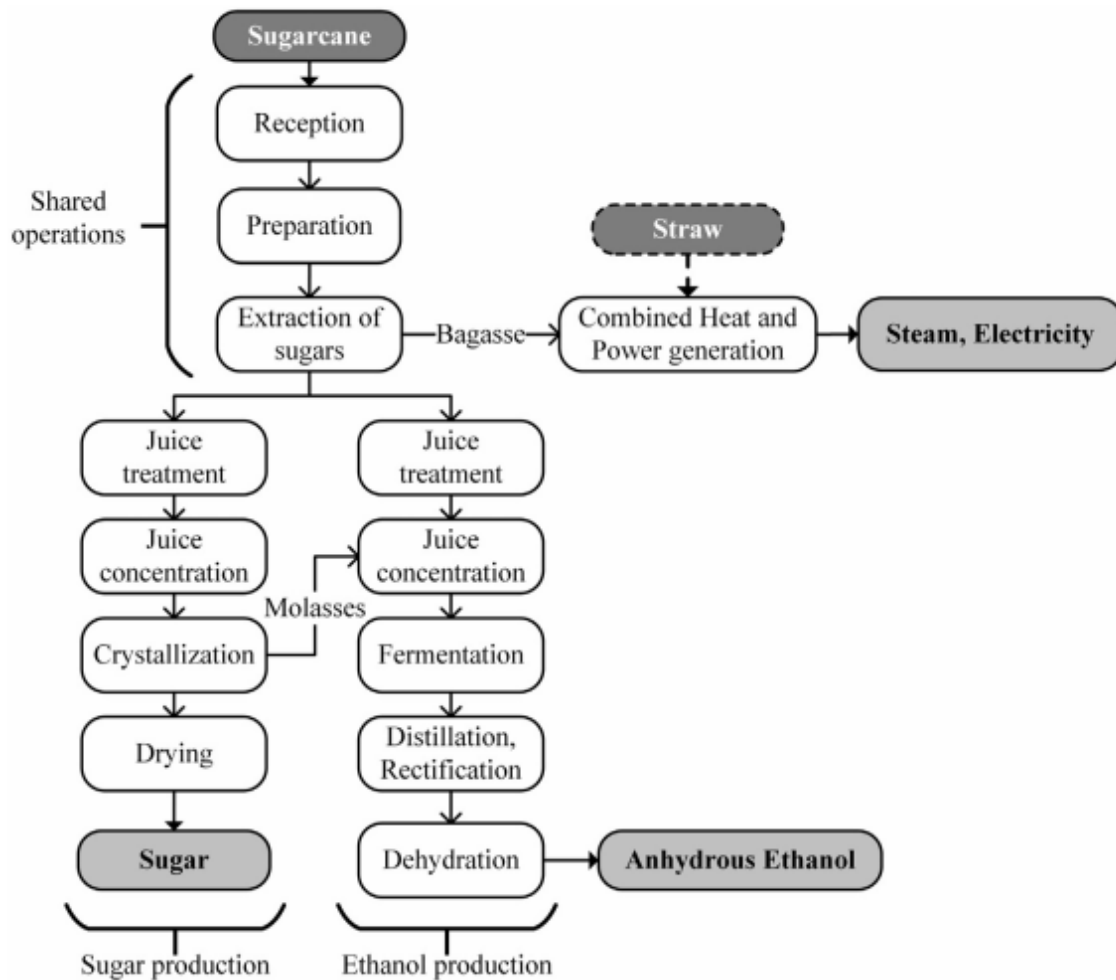 Sugarcane
Reception
Shared
operations
Preparation
Straw
Extraction of
sugars
Bagasse
Combined Heat and
Power generation
Steam, Electricity
Juice
treatment
Juice
treatment
Juice
concentration
Juice
concentration
Molasses
Crystallization
Fermentation
Drying
Distillation,
Rectification
Sugar
Dehydration
Anhydrous Ethanol
Sugar production
Ethanol production